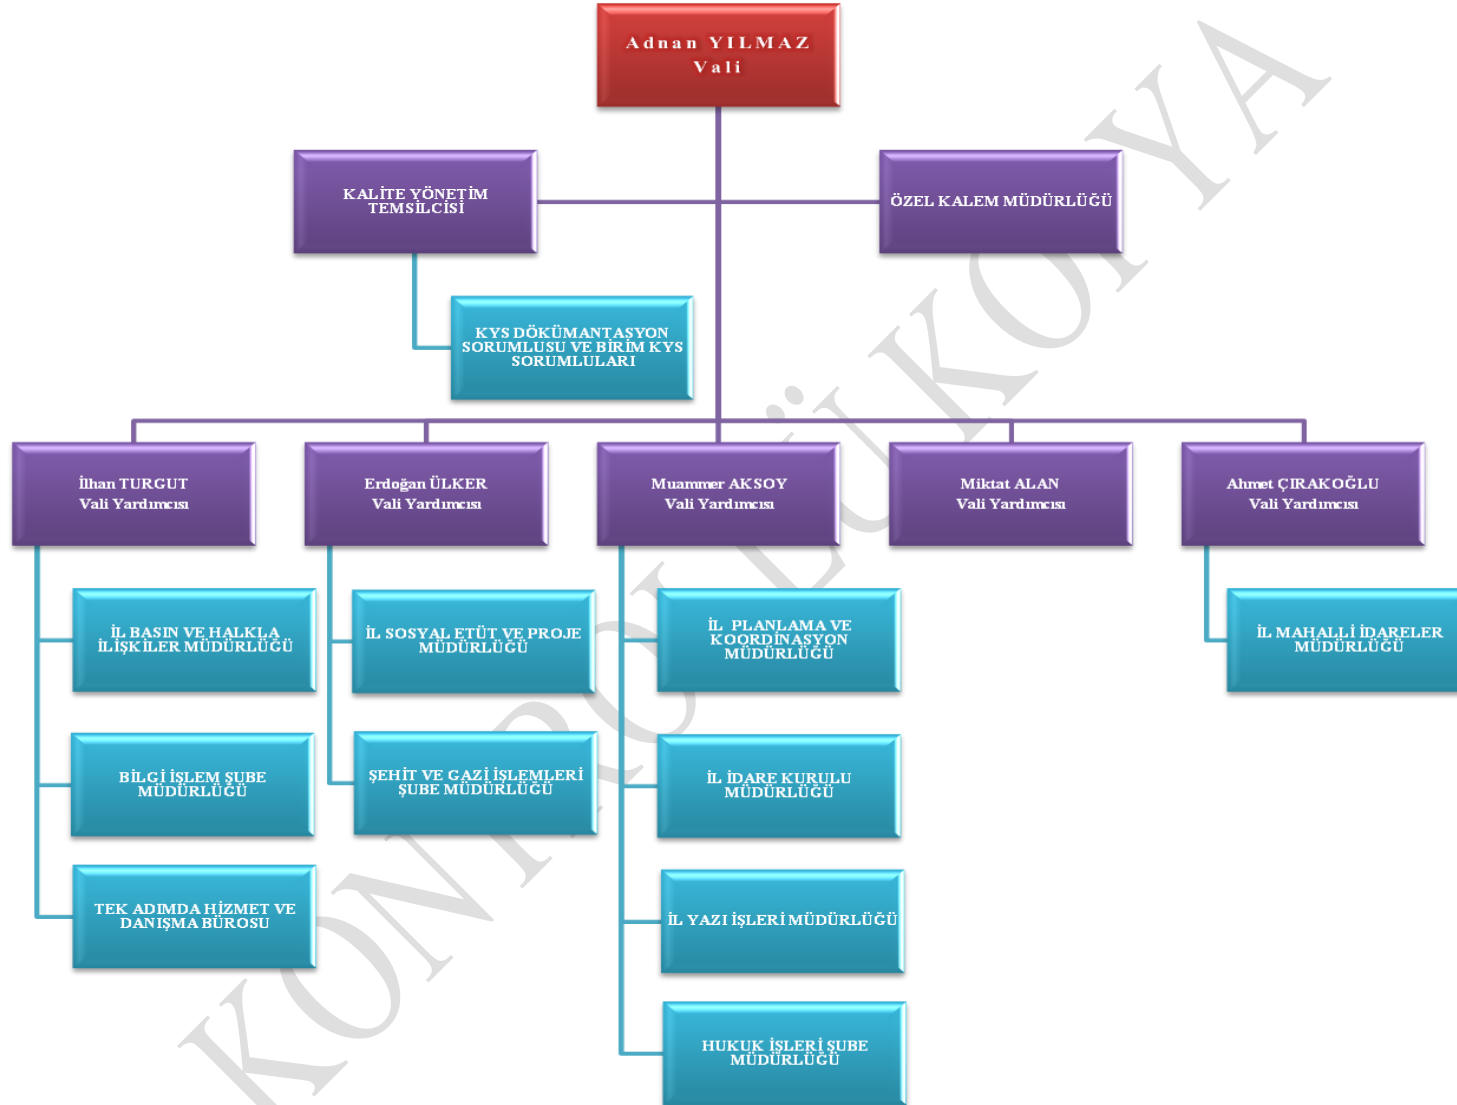 Adnan YILMAZ
Vali
KALİTE YÖNETİM
TEMSİLCİSİ
ÖZEL KALEM MÜDÜRLÜĞÜ
KYS DÖKÜMANTASYON
SORUMLUSU VE BİRİM KYS
SORUMLULARI
İlhan TURGUT
Vali Yardımcısı
Erdoğan ÜLKER
Vali Yardımcısı
Muammer AKSOY
Vali Yardımcısı
Miktat ALAN
Vali Yardımcısı
Ahmet ÇIRAKOĞLU
Vali Yardımcısı
İL BASIN VE HALKLA
İLİŞKİLER MÜDÜRLÜĞÜ
BİLGİ İŞLEM ŞUBE
MÜDÜRLÜĞÜ
TEK ADIMDA HİZMET VE
DANIŞMA BÜROSU
İL SOSYAL ETÜT VE PROJE
MÜDÜRLÜĞÜ
ŞEHİT VE GAZİ İŞLEMLERİ
ŞUBE MÜDÜRLÜĞÜ
İL PLANLAMA VE
KOORDİNASYON
MÜDÜRLÜĞÜ
İL İDARE KURULU
MÜDÜRLÜĞÜ
İL YAZI İŞLERİ MÜDÜRLÜĞÜ
HUKUK İŞLERİ ŞUBE
MÜDÜRLÜĞÜ
İL MAHALLİ İDARELER
MÜDÜRLÜĞÜ
KOPYA